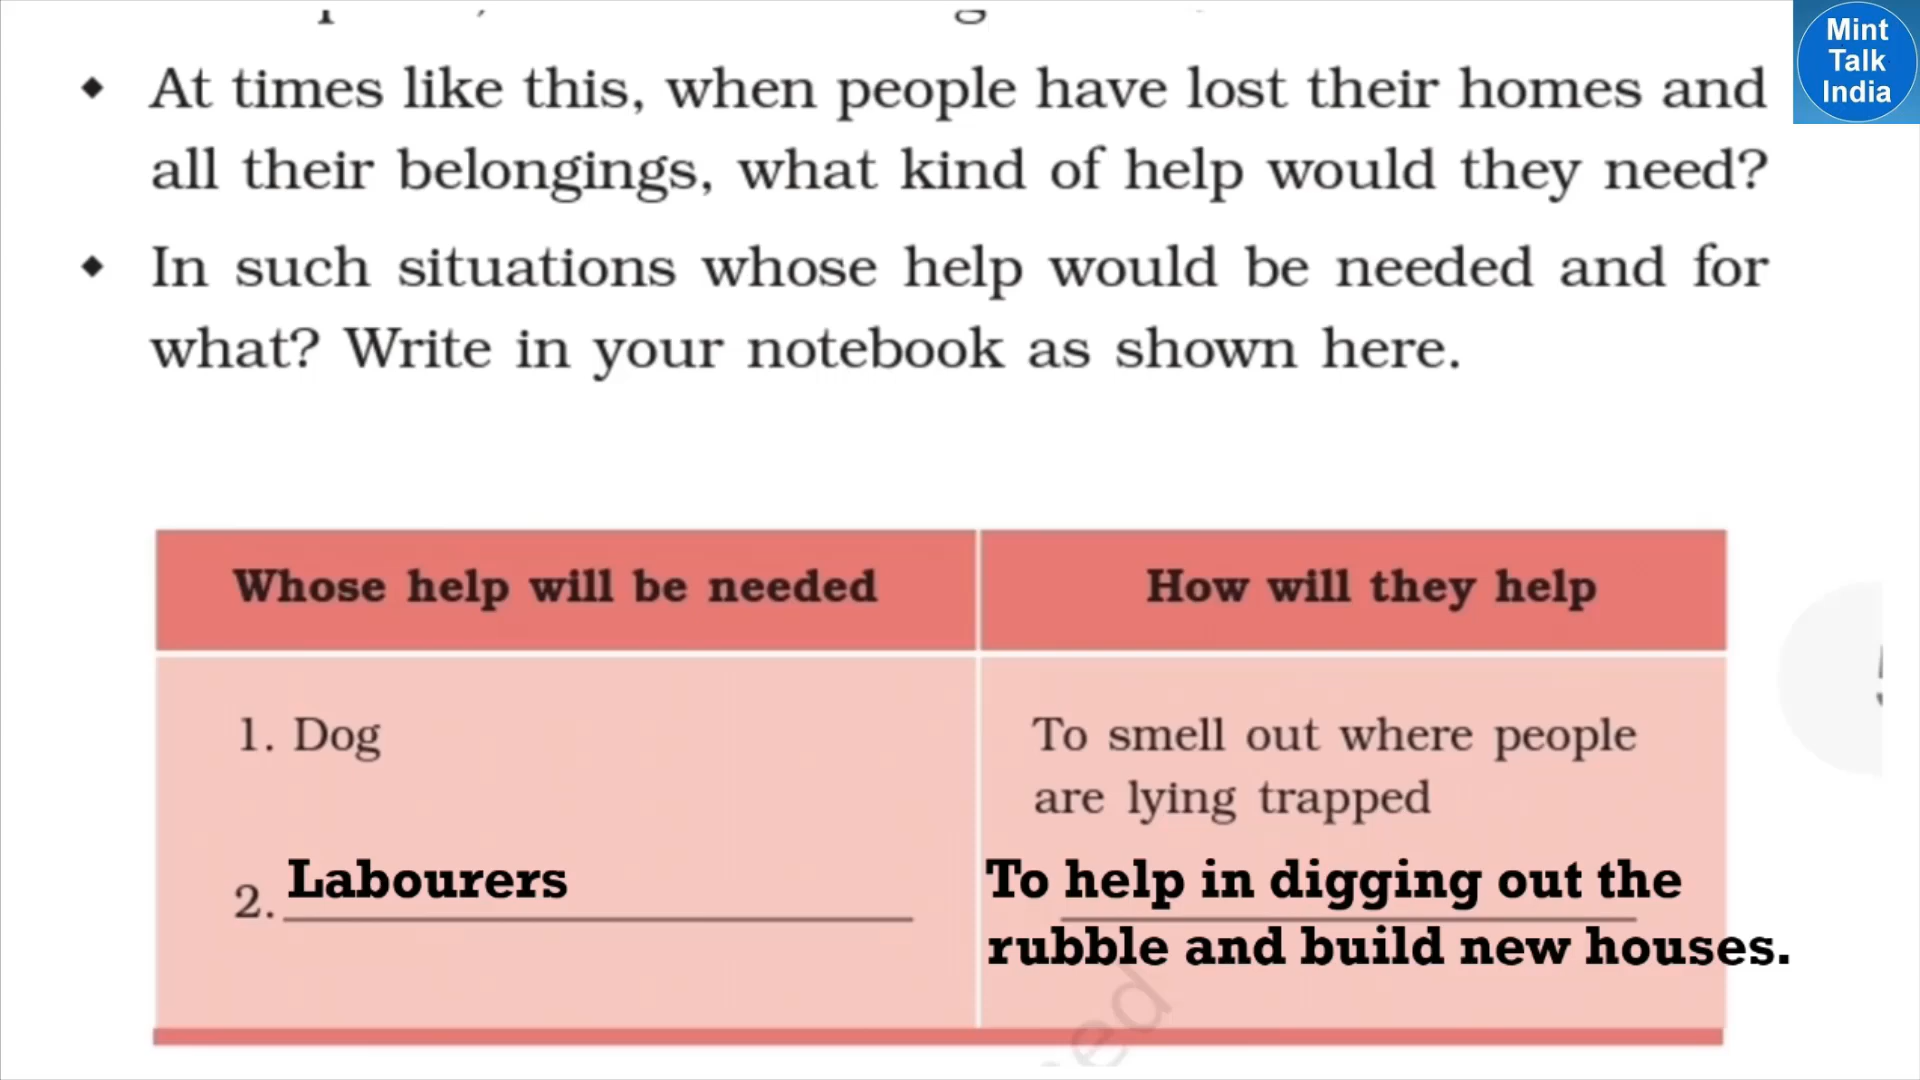 Mint
Talk
India
◆ At times like this, when people have lost their homes and
all their belongings, what kind of help would they need?
◆ In such situations whose help would be needed and for
what? Write in your notebook as shown here.
Whose help will be needed
How will they help
1. Dog
To smell out where people
are lying trapped
2. Labourers
To help in digging out the
rubble and build new houses.